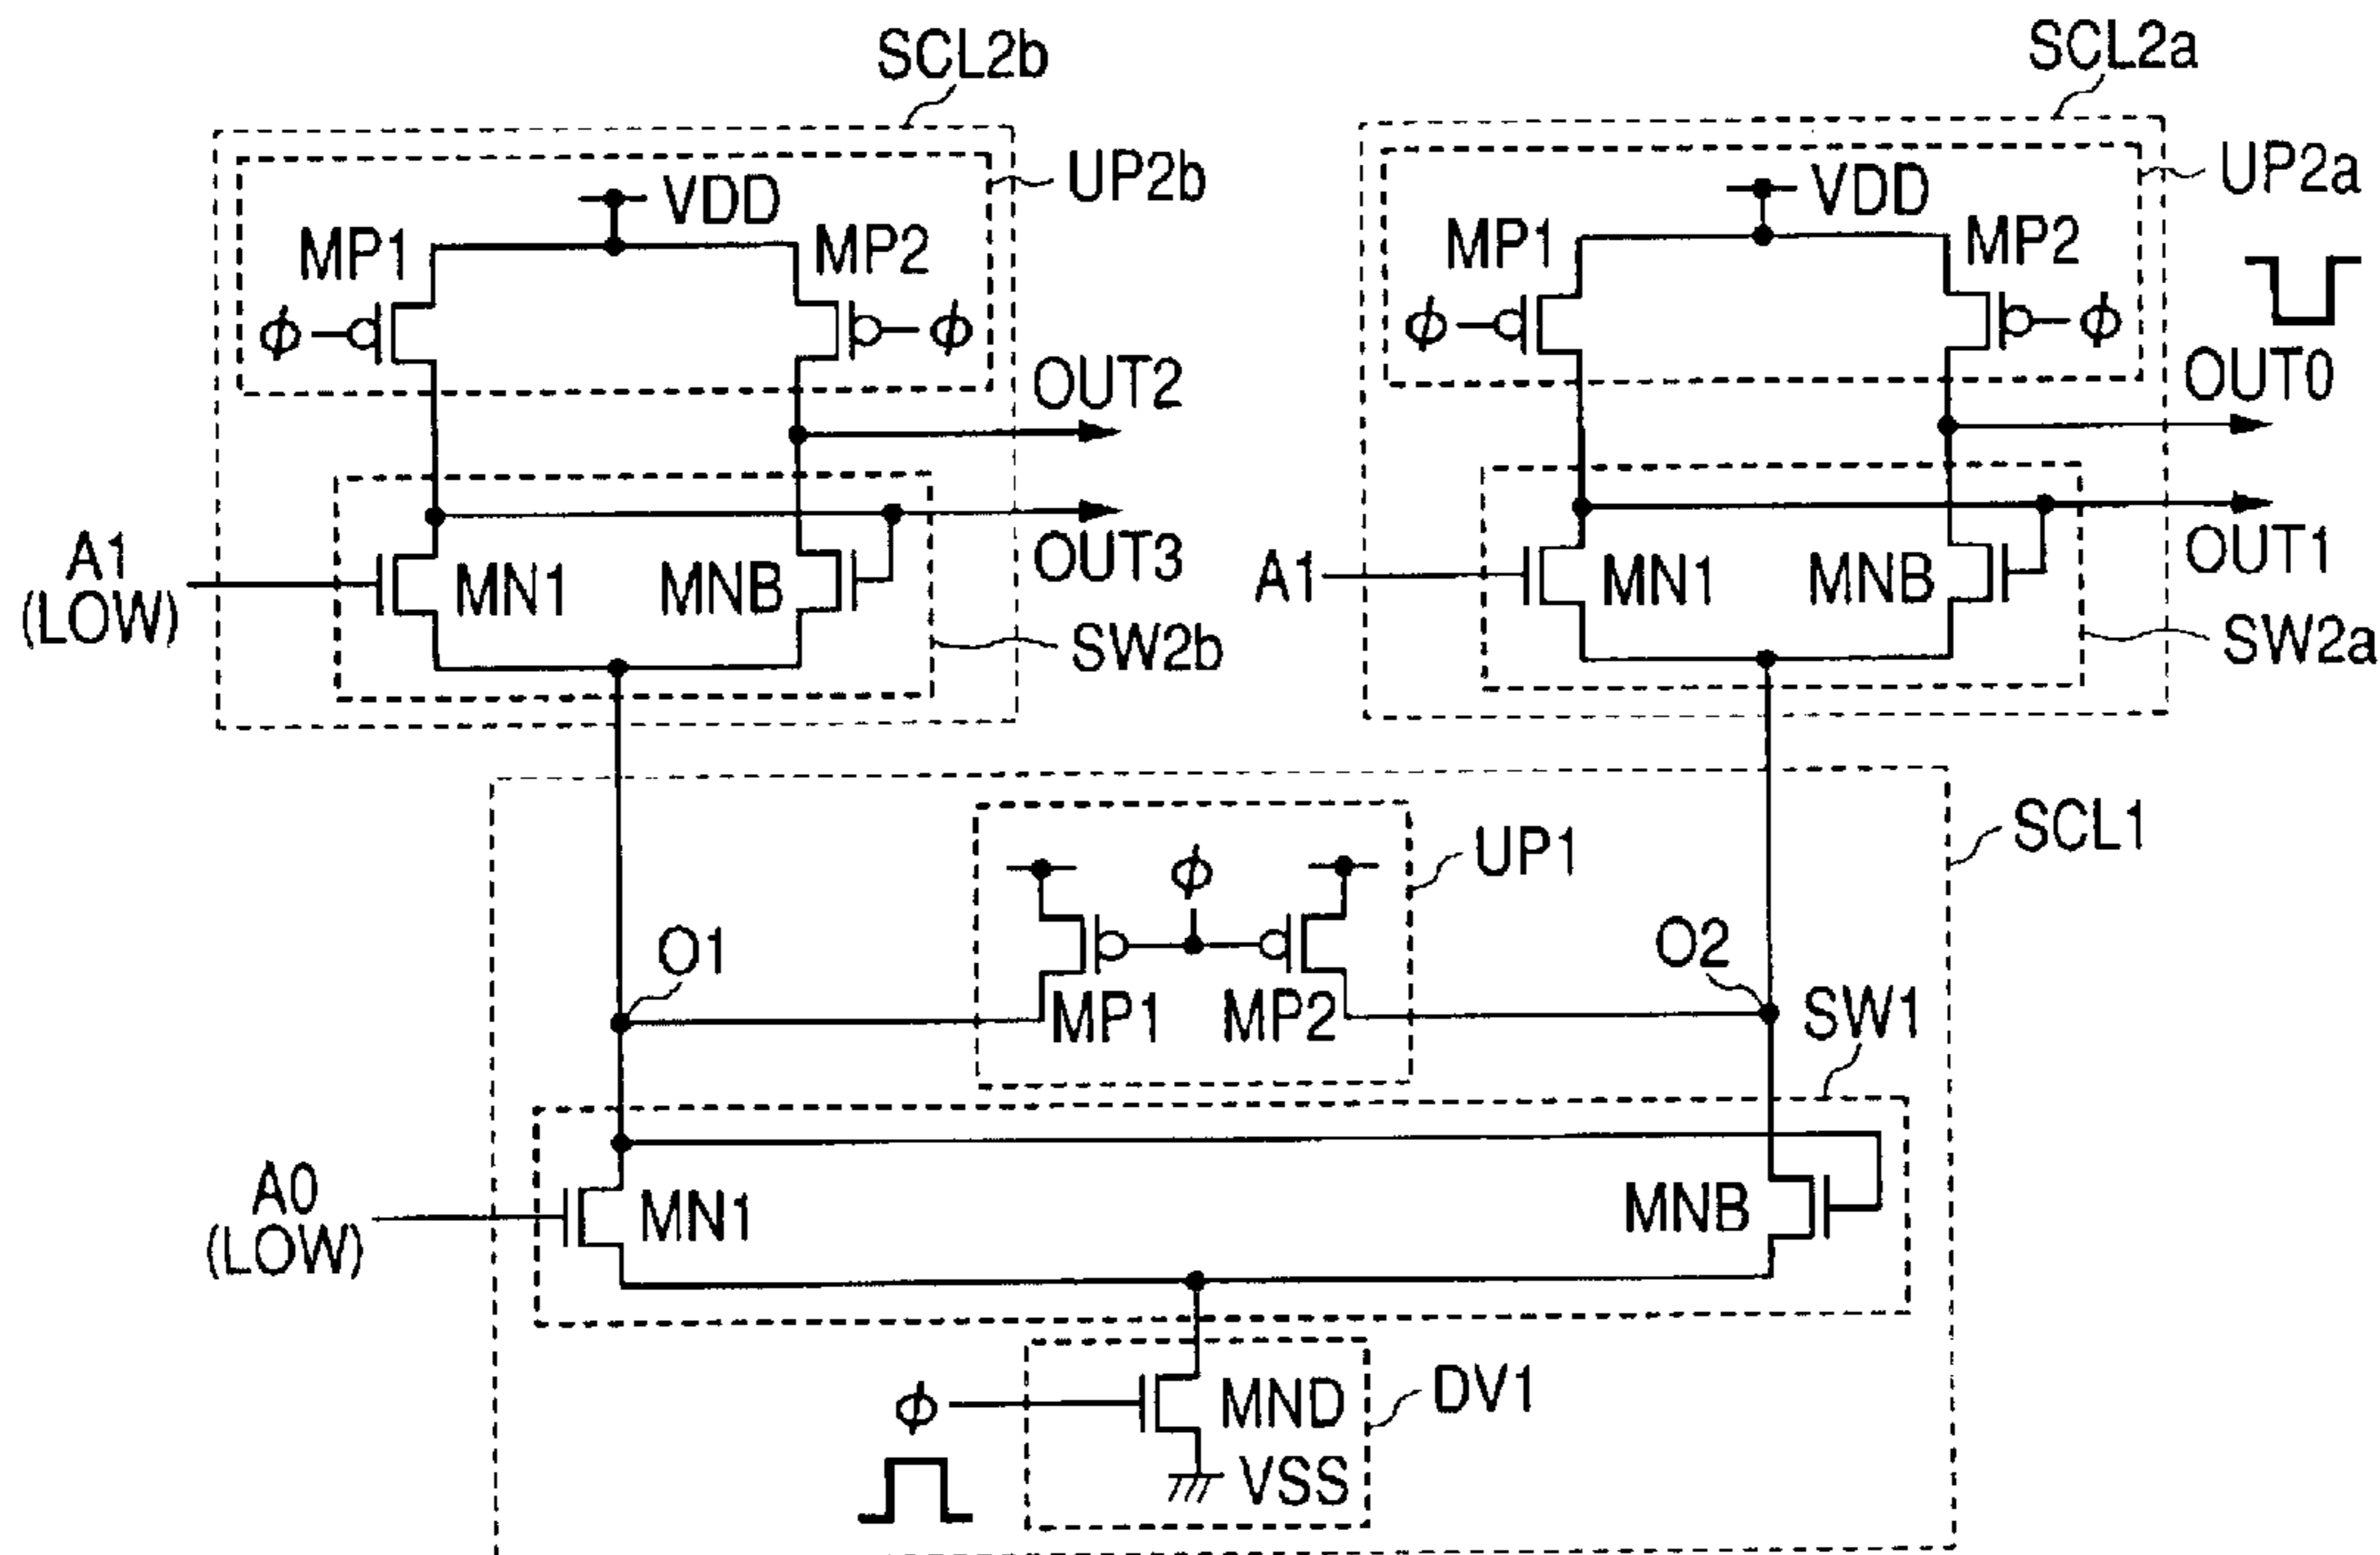 SCL2b
SCL2a
UP2b
UP2a
VDD
VDD
MP1
MP2
MP1
MP2
ϕ
ϕ
ϕ
ϕ
OUT2
OUT0
OUT3
OUT1
A1
(LOW)
MN1
MNB
A1
MN1
MNB
SW2b
SW2a
SCL1
UP1
ϕ
O1
O2
MP1
MP2
SW1
A0
(LOW)
MN1
MNB
ϕ
MND
DV1
VSS